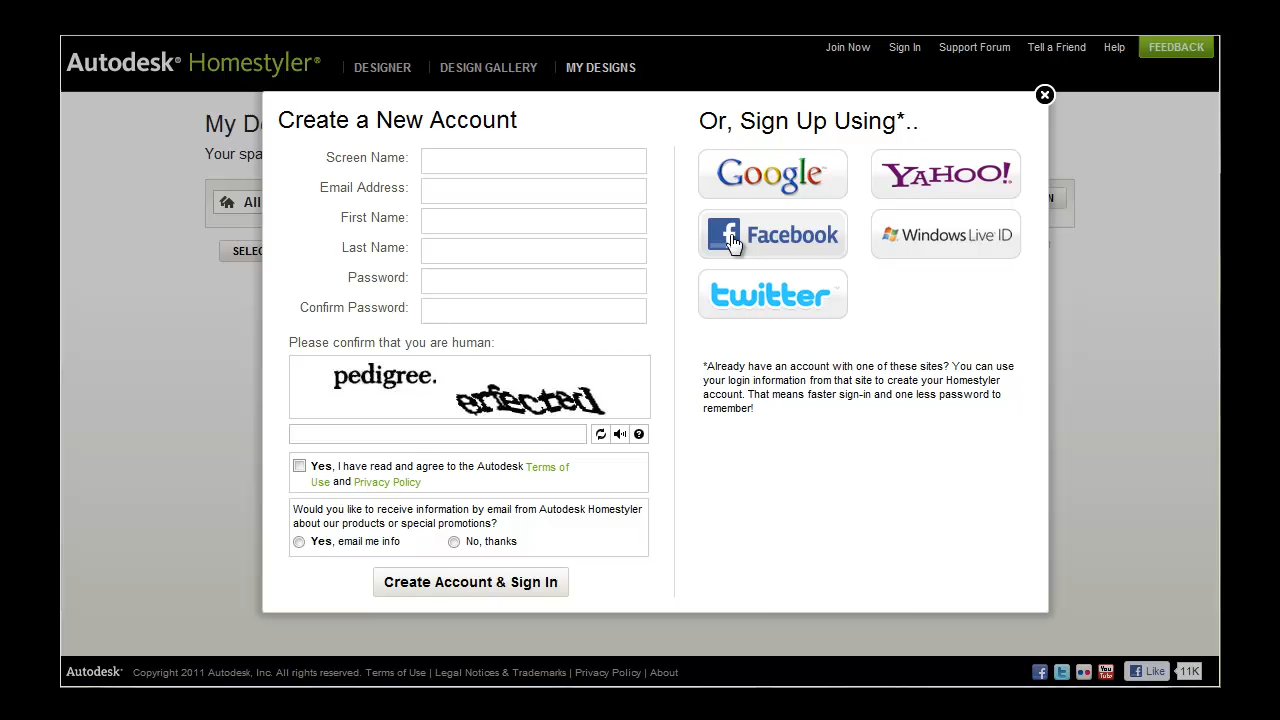 Autodesk® Homestyler®
DESIGNER
DESIGN GALLERY
MY DESIGNS
Join Now
Sign In
Support Forum
Tell a Friend
Help
FEEDBACK
My D
Your spa
All
SELEC
N
Create a New Account
Screen Name:
Email Address:
First Name:
Last Name:
Password:
Confirm Password:
Please confirm that you are human:
pedigree.
Yes, I have read and agree to the Autodesk Terms of
Use and Privacy Policy
Would you like to receive information by email from Autodesk Homestyler
about our products or special promotions?
Yes, email me info
No, thanks
Create Account & Sign In
Or, Sign Up Using*..
Google™
YAHOO!
f Facebook
Windows Live ID
twitter
*Already have an account with one of these sites? You can use
your login information from that site to create your Homestyler
account. That means faster sign-in and one less password to
remember!
Autodesk® Copyright 2011 Autodesk, Inc. All rights reserved. Terms of Use | Legal Notices & Trademarks | Privacy Policy | About
You Tube
Like
11K